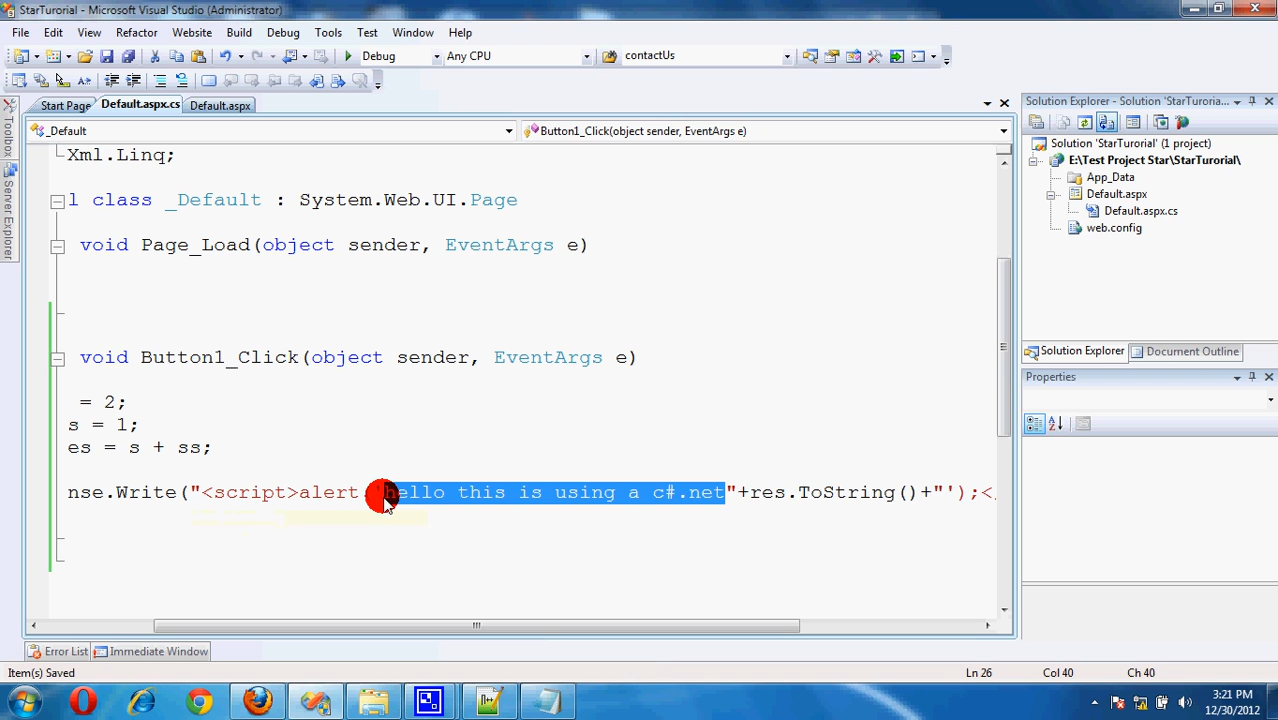 StarTurorial - Microsoft Visual Studio (Administrator)
File Edit View Refactor Website Build Debug Tools Test Window Help
Debug Any CPU contactUs
Start Page Default.aspx.cs Default.aspx
_Default Button1_Click(object sender, EventArgs e)
Toolbox
Server Explorer
Xml.Linq;
l class _Default : System.Web.UI.Page
void Page_Load(object sender, EventArgs e)
void Button1_Click(object sender, EventArgs e)
= 2;
s = 1;
es = s + ss;
nse.Write("<script>alert hello this is using a c#.net"+res.ToString()+"');</
Solution Explorer - Solution 'StarTuroria...
Solution 'StarTurorial' (1 project)
E:\Test Project Star\StarTurorial\
App_Data
Default.aspx
Default.aspx.cs
web.config
Solution Explorer Document Outline
Properties
Error List Immediate Window
Item(s) Saved Ln 26 Col 40 Ch 40
3:21 PM
12/30/2012